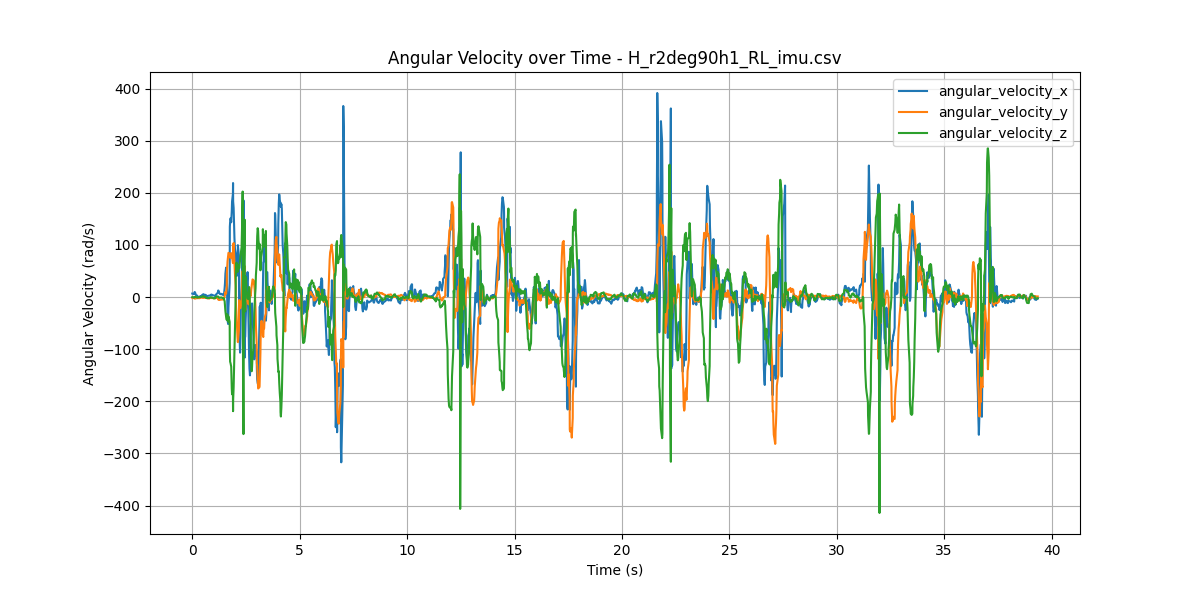 Angular Velocity over Time - H_r2deg90h1_RL_imu.csv
angular_velocity_x
angular_velocity_y
angular_velocity_z
Angular Velocity (rad/s)
400
300
200
100
0
−100
−200
−300
−400
0 5 10 15 20 25 30 35 40
Time (s)